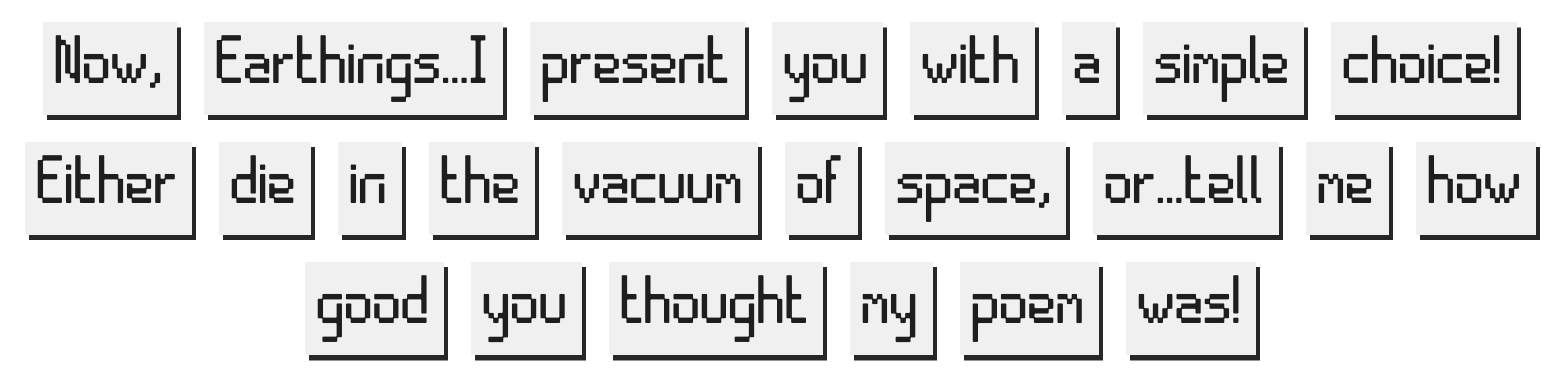 Now, Earthings...I present you with a simple choice!
Either die in the vacuum of space, or...tell me how
good you thought my poem was!